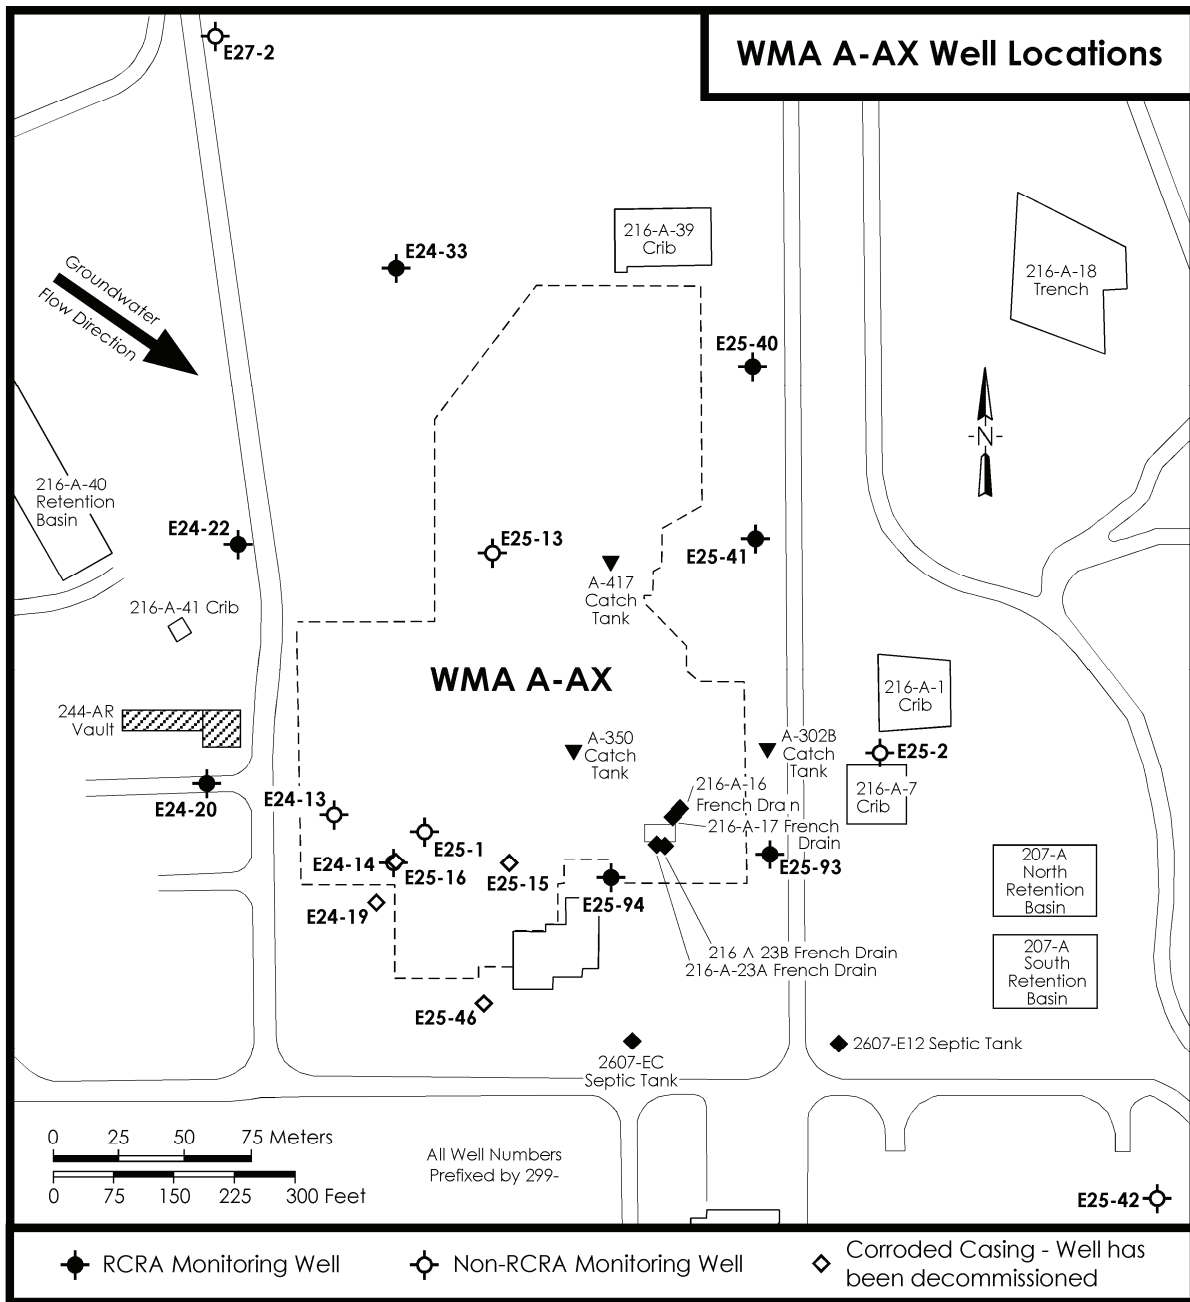 WMA A-AX Well Locations
E27-2
216-A-39
Crib
E24-33
Groundwater
Flow Direction
216-A-18
Trench
E25-40
-N-
216-A-40
Retention
Basin
E24-22
E25-13
E25-41
A-417
Catch
Tank
216-A-41 Crib
WMA A-AX
216-A-1
Crib
244-AR
Vault
A-350
Catch
Tank
A-302B
Catch
Tank
E25-2
216-A-7
Crib
E24-20
E24-13
216-A-16
French Drain
216-A-17 French
Drain
E25-1
E24-14
E25-16
E25-15
E25-93
E24-19
E25-94
207-A
North
Retention
Basin
216 A 23B French Drain
216-A-23A French Drain
207-A
South
Retention
Basin
E25-46
2607-EC
Septic Tank
2607-E12 Septic Tank
0 25 50 75 Meters
0 75 150 225 300 Feet
All Well Numbers
Prefixed by 299-
E25-42
RCRA Monitoring Well
Non-RCRA Monitoring Well
Corroded Casing - Well has
been decommissioned